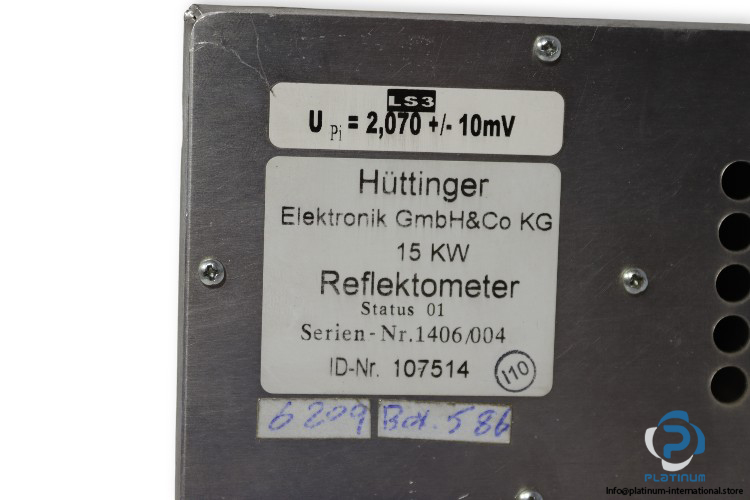 LS3
U Pi = 2,070 +/- 10mV
Hüttinger
Elektronik GmbH&Co KG
15 KW
Reflektometer
Status 01
Serien-Nr.1406/004
ID-Nr. 107514 I10
6209 Bot. 586
PLATINUM
Info@platinum-international.store